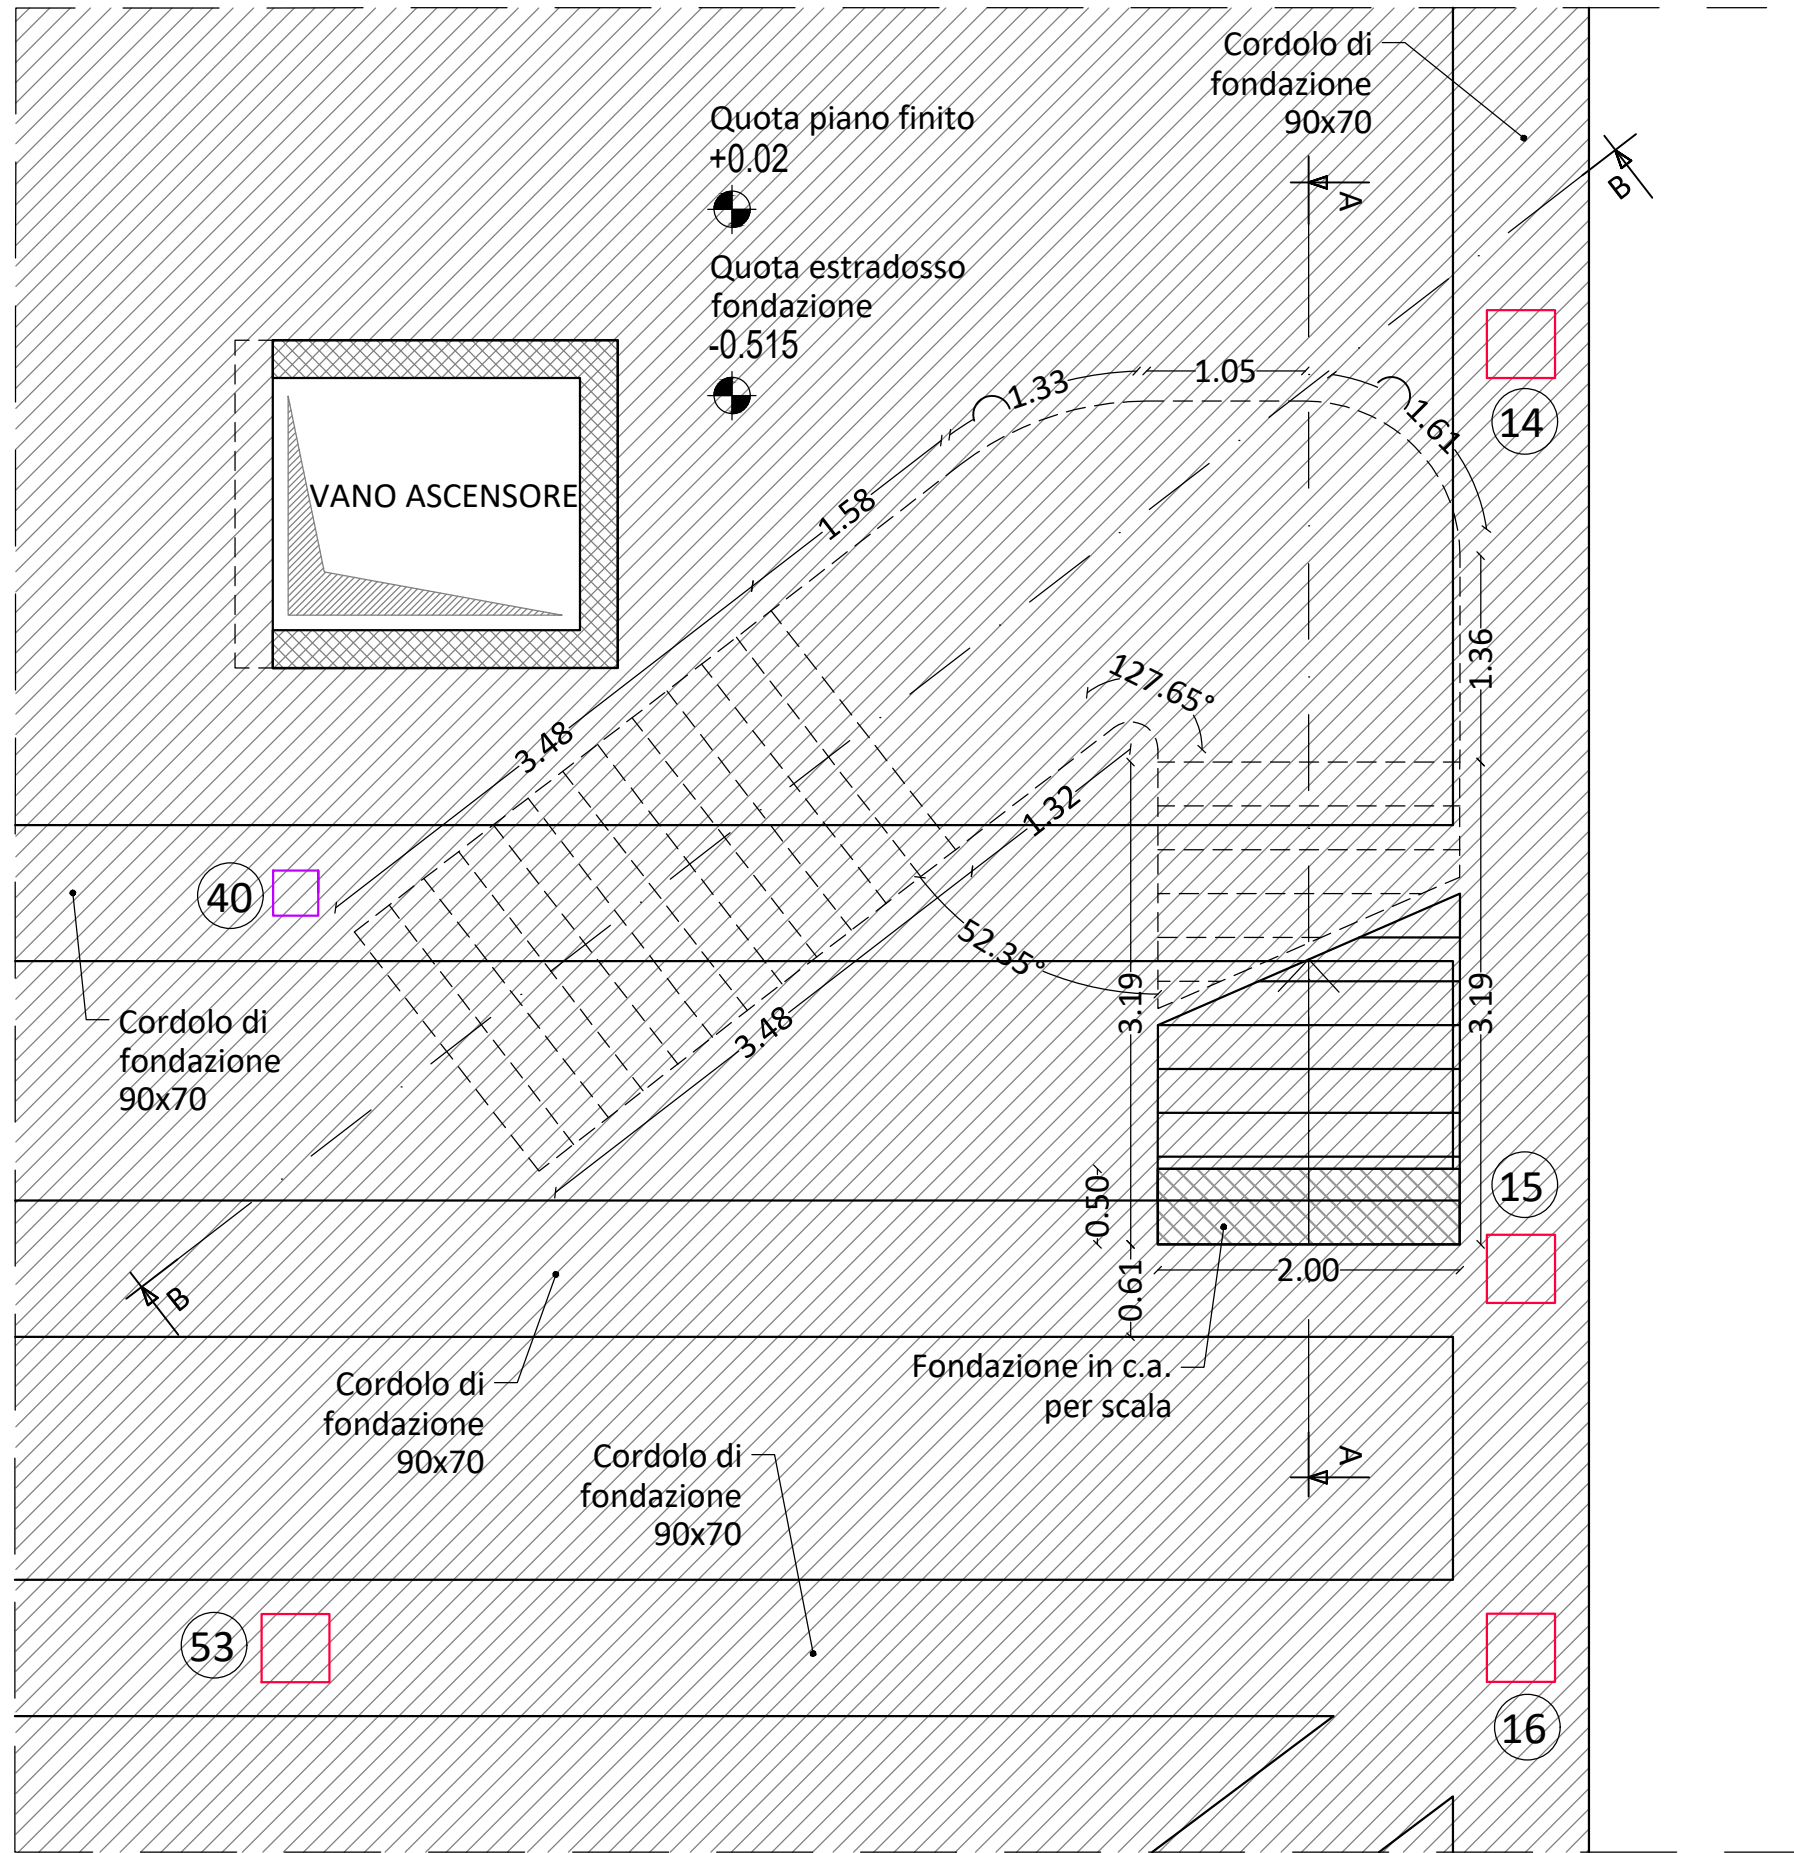 Cordolo di
fondazione
90x70
Quota piano finito
+0.02
A
B
Quota estradosso
fondazione
-0.515
1.33
1.05
1.61
14
VANO ASCENSORE
1.58
1.36
127.65°
3.48
1.32
40
52.35°
3.19
3.19
3.48
Cordolo di
fondazione
90x70
15
0.50
2.00
0.61
B
Cordolo di
fondazione
90x70
Fondazione in c.a.
per scala
Cordolo di
fondazione
90x70
A
53
16